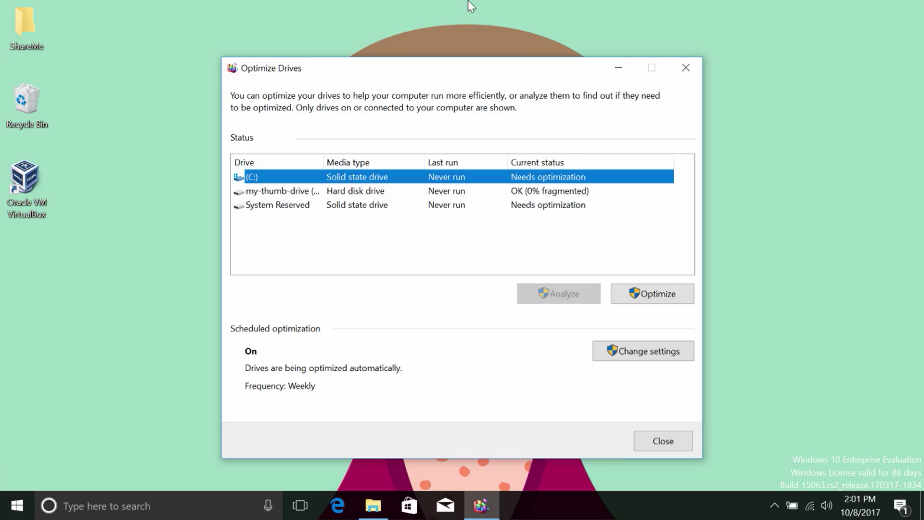 ShareMe
Recycle Bin
Oracle VM
VirtualBox
Optimize Drives
You can optimize your drives to help your computer run more efficiently, or analyze them to find out if they need
to be optimized. Only drives on or connected to your computer are shown.
Status
Drive Media type Last run Current status
(C:) Solid state drive Never run Needs optimization
my-thumb-drive (... Hard disk drive Never run OK (0% fragmented)
System Reserved Solid state drive Never run Needs optimization
Analyze Optimize
Scheduled optimization
On Change settings
Drives are being optimized automatically.
Frequency: Weekly
Close
Windows 10 Enterprise Evaluation
Windows License valid for 88 days
Build 15063.rs2_release.170317-1834
Type here to search
2:01 PM
10/8/2017
1